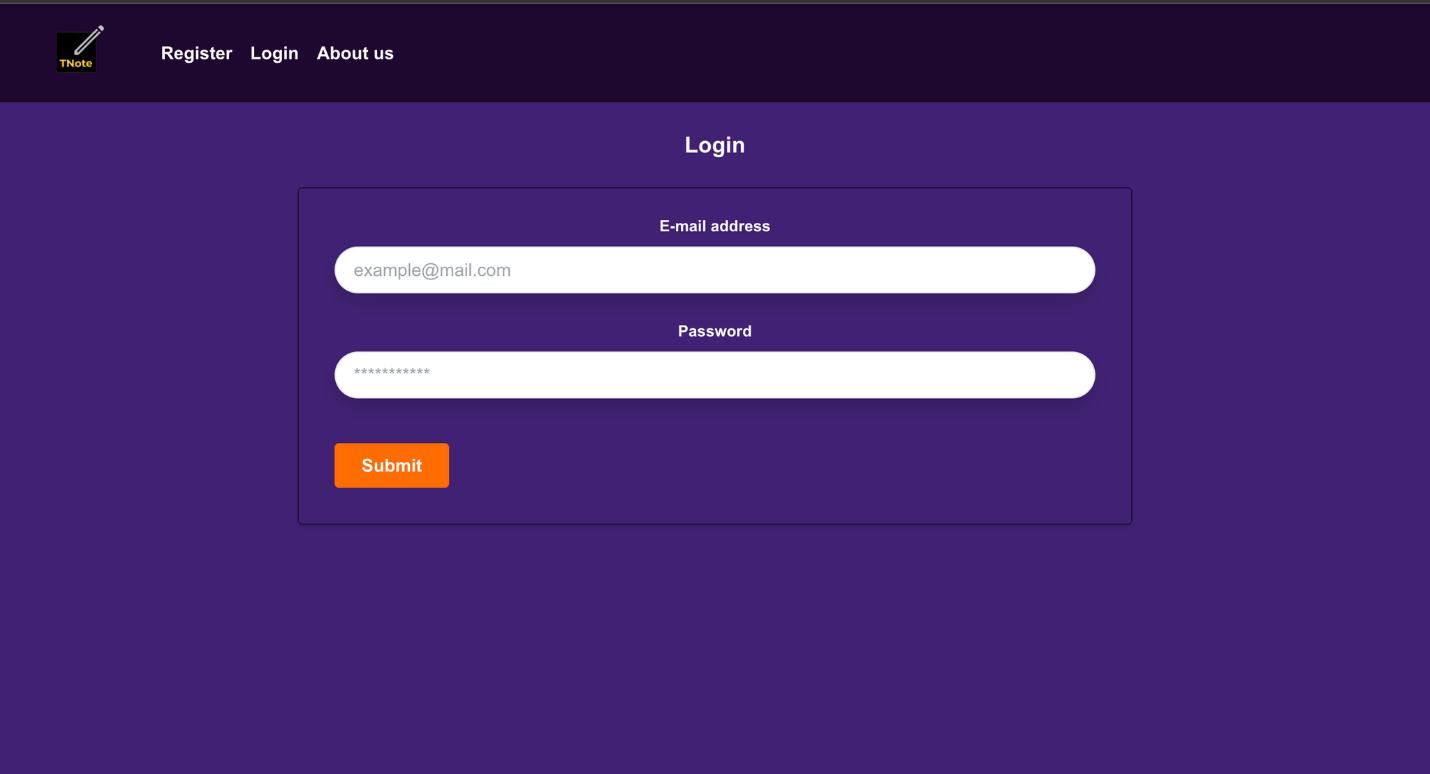 TNote
Register Login About us
Login
E-mail address
example@mail.com
Password
***********
Submit